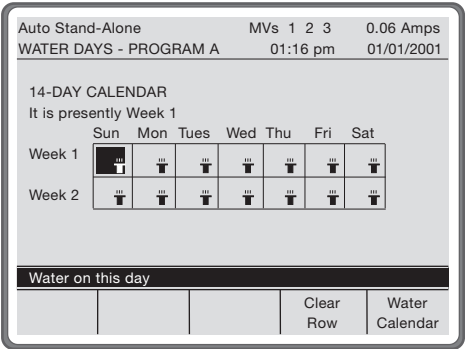 Auto Stand-Alone MVs 1 2 3 0.06 Amps
WATER DAYS - PROGRAM A 01:16 pm 01/01/2001
14-DAY CALENDAR
It is presently Week 1
Sun Mon Tues Wed Thu Fri Sat
Week 1
Week 2
Water on this day
Clear Row
Water Calendar